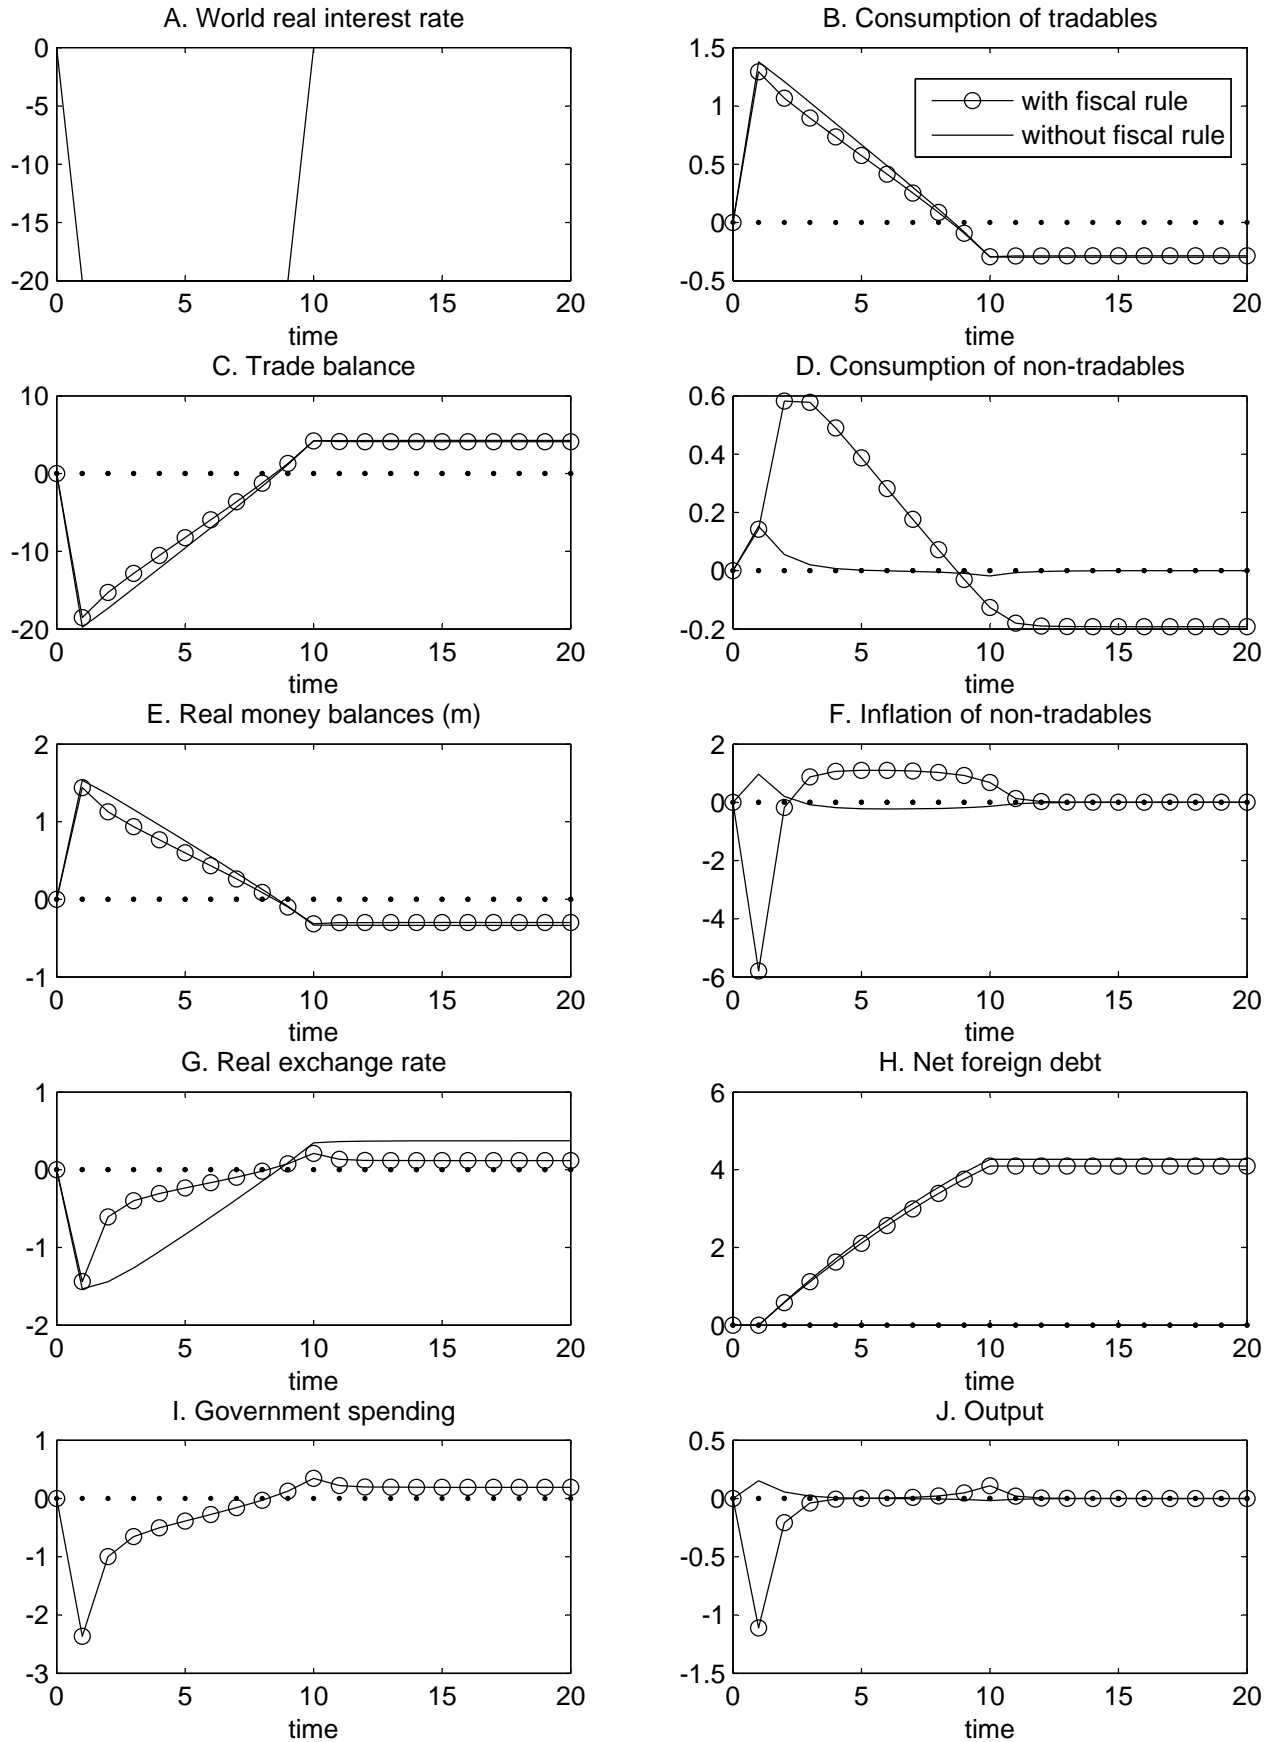 A. World real interest rate
0
-5
-10
-15
-20
0 5 10 15 20
time
B. Consumption of tradables
1.5
1
0.5
0
-0.5
with fiscal rule
without fiscal rule
0 5 10 15 20
time
C. Trade balance
10
0
-10
-20
0 5 10 15 20
time
D. Consumption of non-tradables
0.6
0.4
0.2
0
-0.2
0 5 10 15 20
time
E. Real money balances (m)
2
1
0
-1
0 5 10 15 20
time
F. Inflation of non-tradables
2
0
-2
-4
-6
0 5 10 15 20
time
G. Real exchange rate
1
0
-1
-2
0 5 10 15 20
time
H. Net foreign debt
6
4
2
0
0 5 10 15 20
time
I. Government spending
1
0
-1
-2
-3
0 5 10 15 20
time
J. Output
0.5
0
-0.5
-1
-1.5
0 5 10 15 20
time